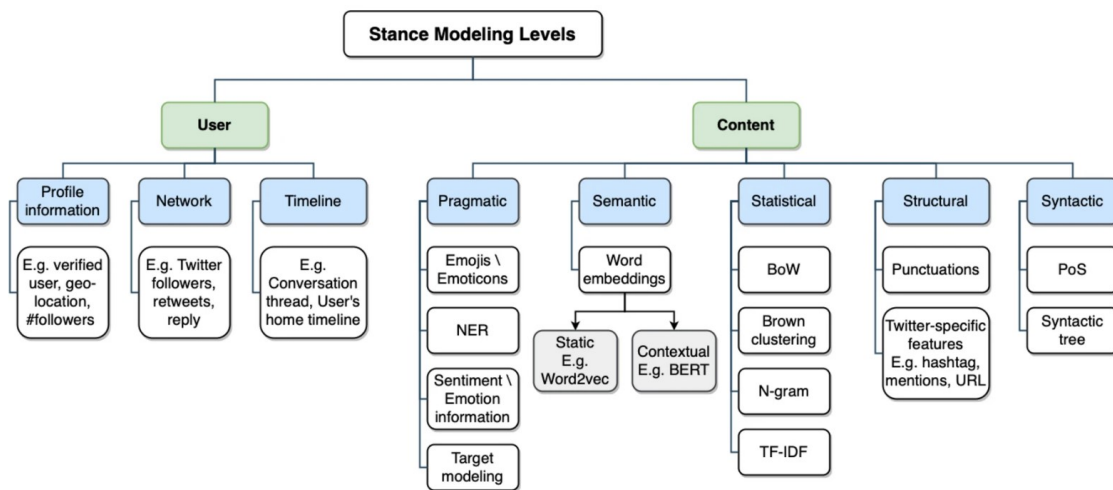 Stance Modeling Levels
User
Content
Profile
information
Network
Timeline
Pragmatic
Semantic
Statistical
Structural
Syntactic
E.g. verified
user, geo-
location,
#followers
E.g. Twitter
followers,
retweets,
reply
E.g.
Conversation
thread, User's
home timeline
Emojis \
Emoticons
NER
Sentiment \
Emotion
information
Target
modeling
Word
embeddings
Static
E.g.
Word2vec
Contextual
E.g. BERT
BoW
Brown
clustering
N-gram
TF-IDF
Punctuations
Twitter-specific
features
E.g. hashtag,
mentions, URL
PoS
Syntactic
tree